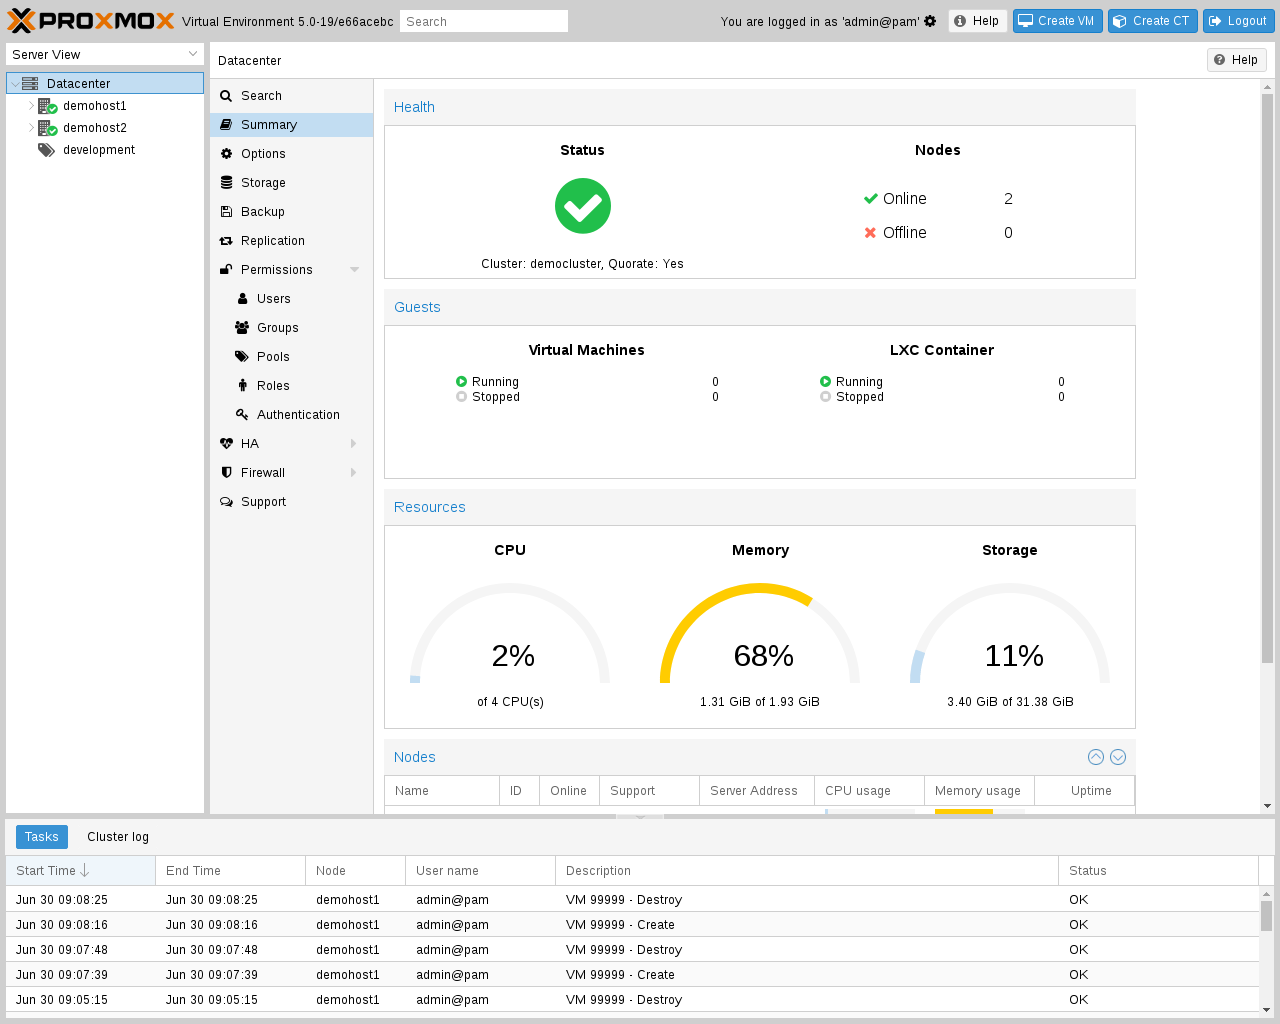 PROXMOX Virtual Environment 5.0-19/e66acebc Search You are logged in as 'admin@pam' Help Create VM Create CT Logout
Server View
Datacenter
demohost1
demohost2
development
Datacenter Help
Search
Summary
Options
Storage
Backup
Replication
Permissions
Users
Groups
Pools
Roles
Authentication
HA
Firewall
Support
Health
Status Nodes
Online 2
Offline 0
Cluster: democluster, Quorate: Yes
Guests
Virtual Machines LXC Container
Running 0 Running 0
Stopped 0 Stopped 0
Resources
CPU Memory Storage
2% 68% 11%
of 4 CPU(s) 1.31 GiB of 1.93 GiB 3.40 GiB of 31.38 GiB
Nodes
Name ID Online Support Server Address CPU usage Memory usage Uptime
Tasks Cluster log
Start Time End Time Node User name Description Status
Jun 30 09:08:25 Jun 30 09:08:25 demohost1 admin@pam VM 99999 - Destroy OK
Jun 30 09:08:16 Jun 30 09:08:16 demohost1 admin@pam VM 99999 - Create OK
Jun 30 09:07:48 Jun 30 09:07:48 demohost1 admin@pam VM 99999 - Destroy OK
Jun 30 09:07:39 Jun 30 09:07:39 demohost1 admin@pam VM 99999 - Create OK
Jun 30 09:05:15 Jun 30 09:05:15 demohost1 admin@pam VM 99999 - Destroy OK